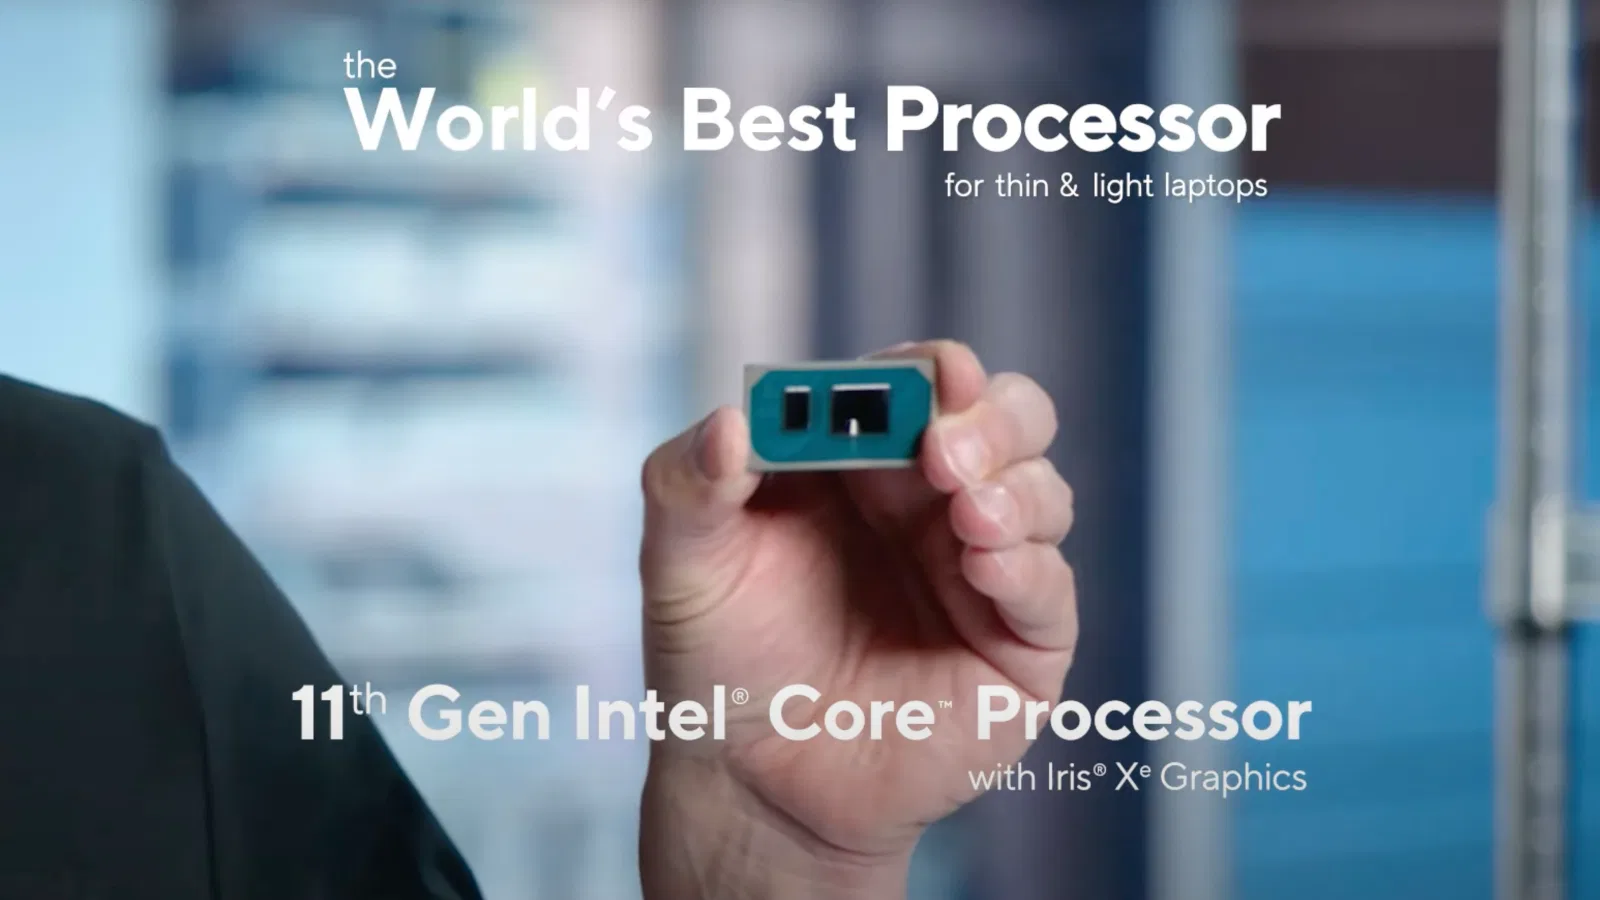 the
World's Best Processor
for thin & light laptops
11th Gen Intel® Core™ Processor
with Iris® Xe Graphics